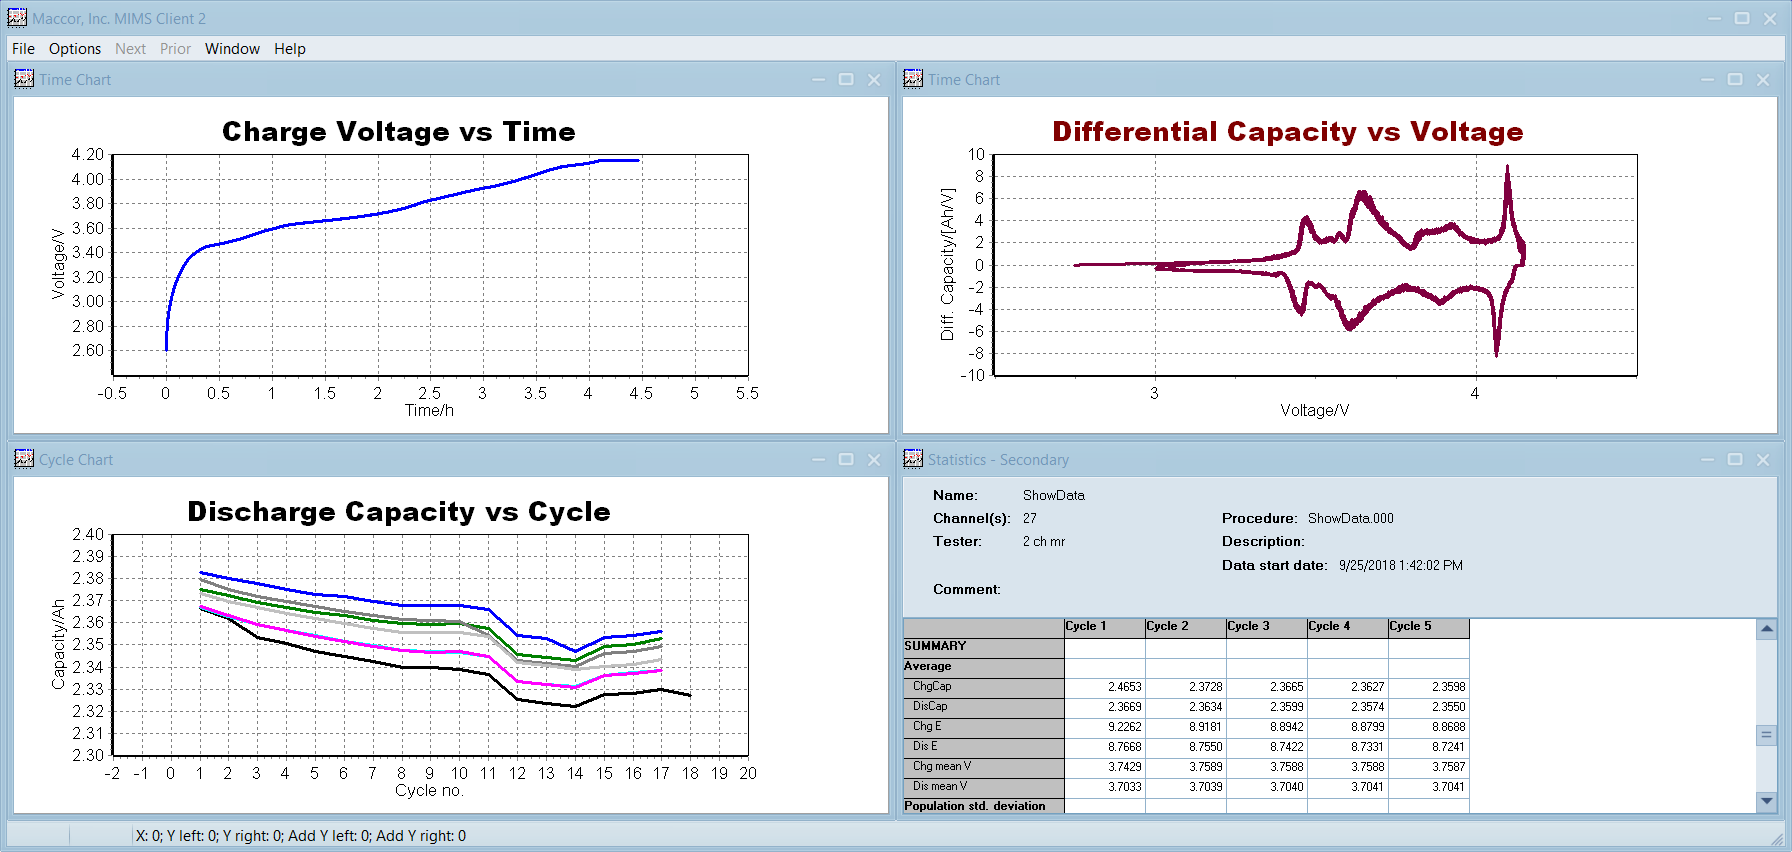 Maccor, Inc. MIMS Client 2
File Options Next Prior Window Help
Time Chart
Charge Voltage vs Time
4.20
4.00
3.80
3.60
3.40
3.20
3.00
2.80
2.60
Voltage/V
-0.5 0 0.5 1 1.5 2 2.5 3 3.5 4 4.5 5 5.5
Time/h
Time Chart
Differential Capacity vs Voltage
10
8
6
4
2
0
-2
-4
-6
-8
-10
Diff. Capacity/[Ah/V]
3 4
Voltage/V
Cycle Chart
Discharge Capacity vs Cycle
2.40
2.39
2.38
2.37
2.36
2.35
2.34
2.33
2.32
2.31
2.30
Capacity/Ah
-2 -1 0 1 2 3 4 5 6 7 8 9 10 11 12 13 14 15 16 17 18 19 20
Cycle no.
Statistics - Secondary
Name: ShowData
Channel(s): 27 Procedure: ShowData.000
Tester: 2 ch mr Description:
Data start date: 9/25/2018 1:42:02 PM
Comment:
Cycle 1 Cycle 2 Cycle 3 Cycle 4 Cycle 5
SUMMARY
Average
ChgCap 2.4653 2.3728 2.3665 2.3627 2.3598
DisCap 2.3669 2.3634 2.3599 2.3574 2.3550
Chg E 9.2262 8.9181 8.8942 8.8799 8.8688
Dis E 8.7668 8.7550 8.7422 8.7331 8.7241
Chg mean V 3.7429 3.7589 3.7588 3.7588 3.7587
Dis mean V 3.7033 3.7039 3.7040 3.7041 3.7041
Population std. deviation
X: 0; Y left: 0; Y right: 0; Add Y left: 0; Add Y right: 0